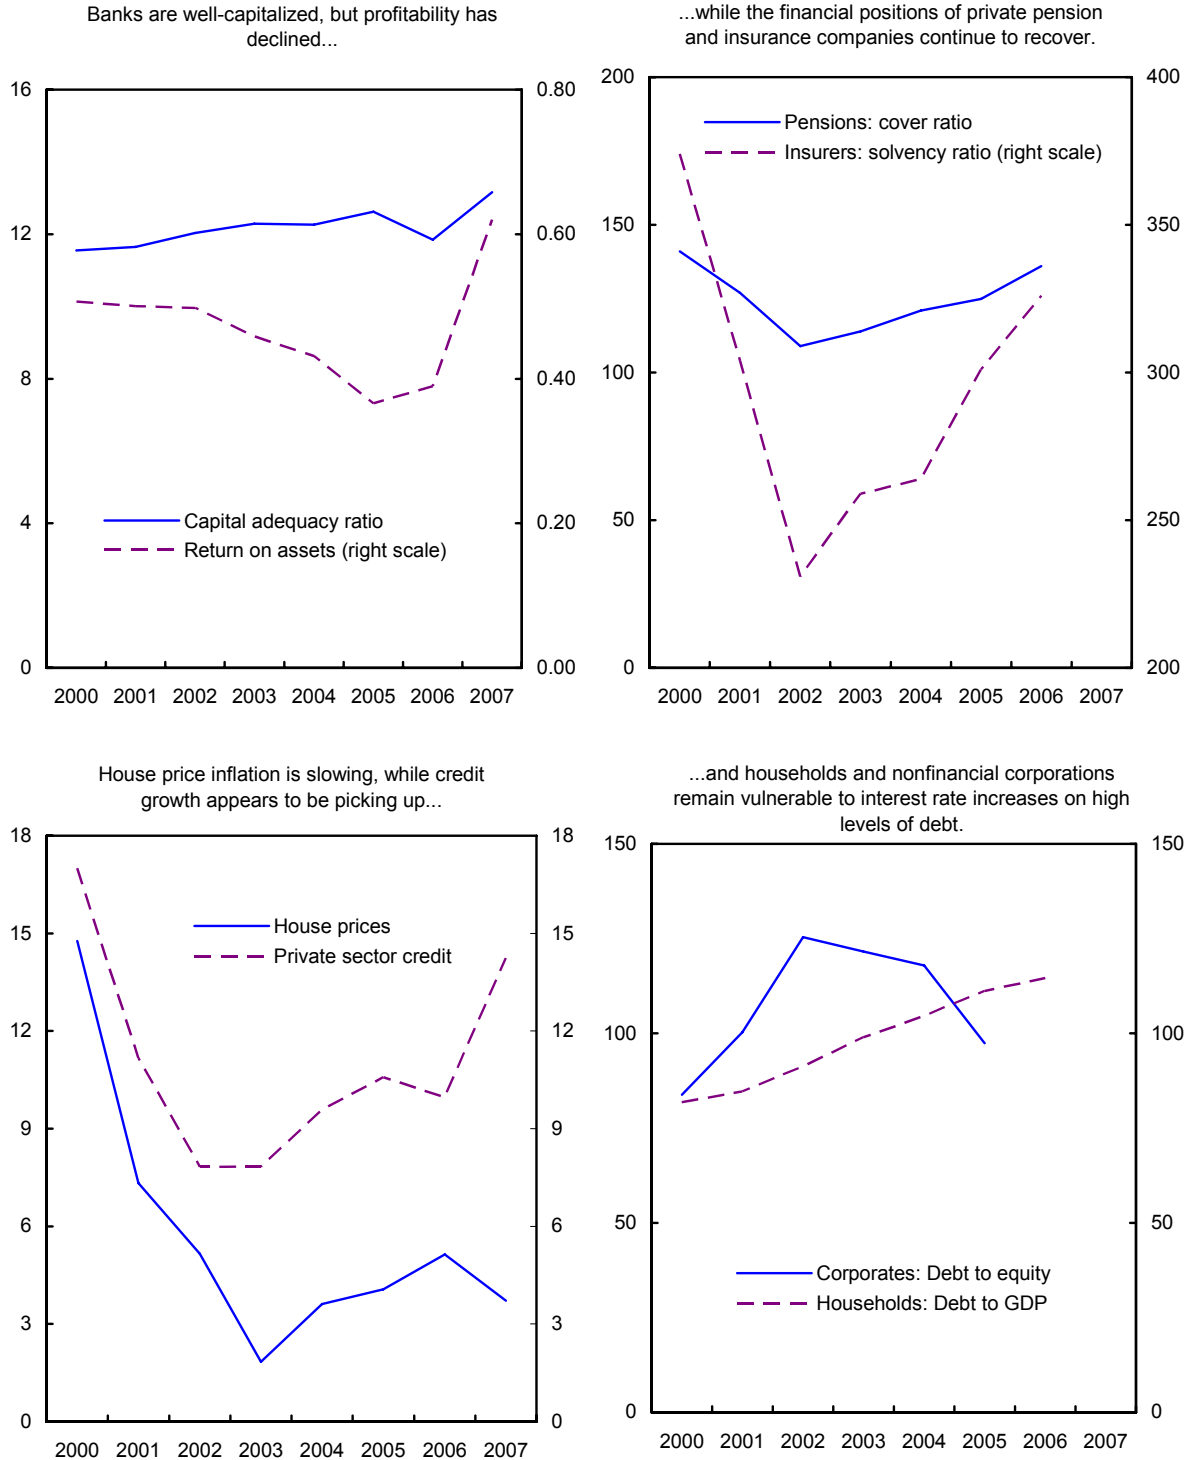 Banks are well-capitalized, but profitability has
declined...
16
12
8
4
0
0.80
0.60
0.40
0.20
0.00
Capital adequacy ratio
Return on assets (right scale)
2000 2001 2002 2003 2004 2005 2006 2007
...while the financial positions of private pension
and insurance companies continue to recover.
200
150
100
50
0
400
350
300
250
200
Pensions: cover ratio
Insurers: solvency ratio (right scale)
2000 2001 2002 2003 2004 2005 2006 2007
House price inflation is slowing, while credit
growth appears to be picking up...
18
15
12
9
6
3
0
18
15
12
9
6
3
0
House prices
Private sector credit
2000 2001 2002 2003 2004 2005 2006 2007
...and households and nonfinancial corporations
remain vulnerable to interest rate increases on high
levels of debt.
150
100
50
0
150
100
50
0
Corporates: Debt to equity
Households: Debt to GDP
2000 2001 2002 2003 2004 2005 2006 2007